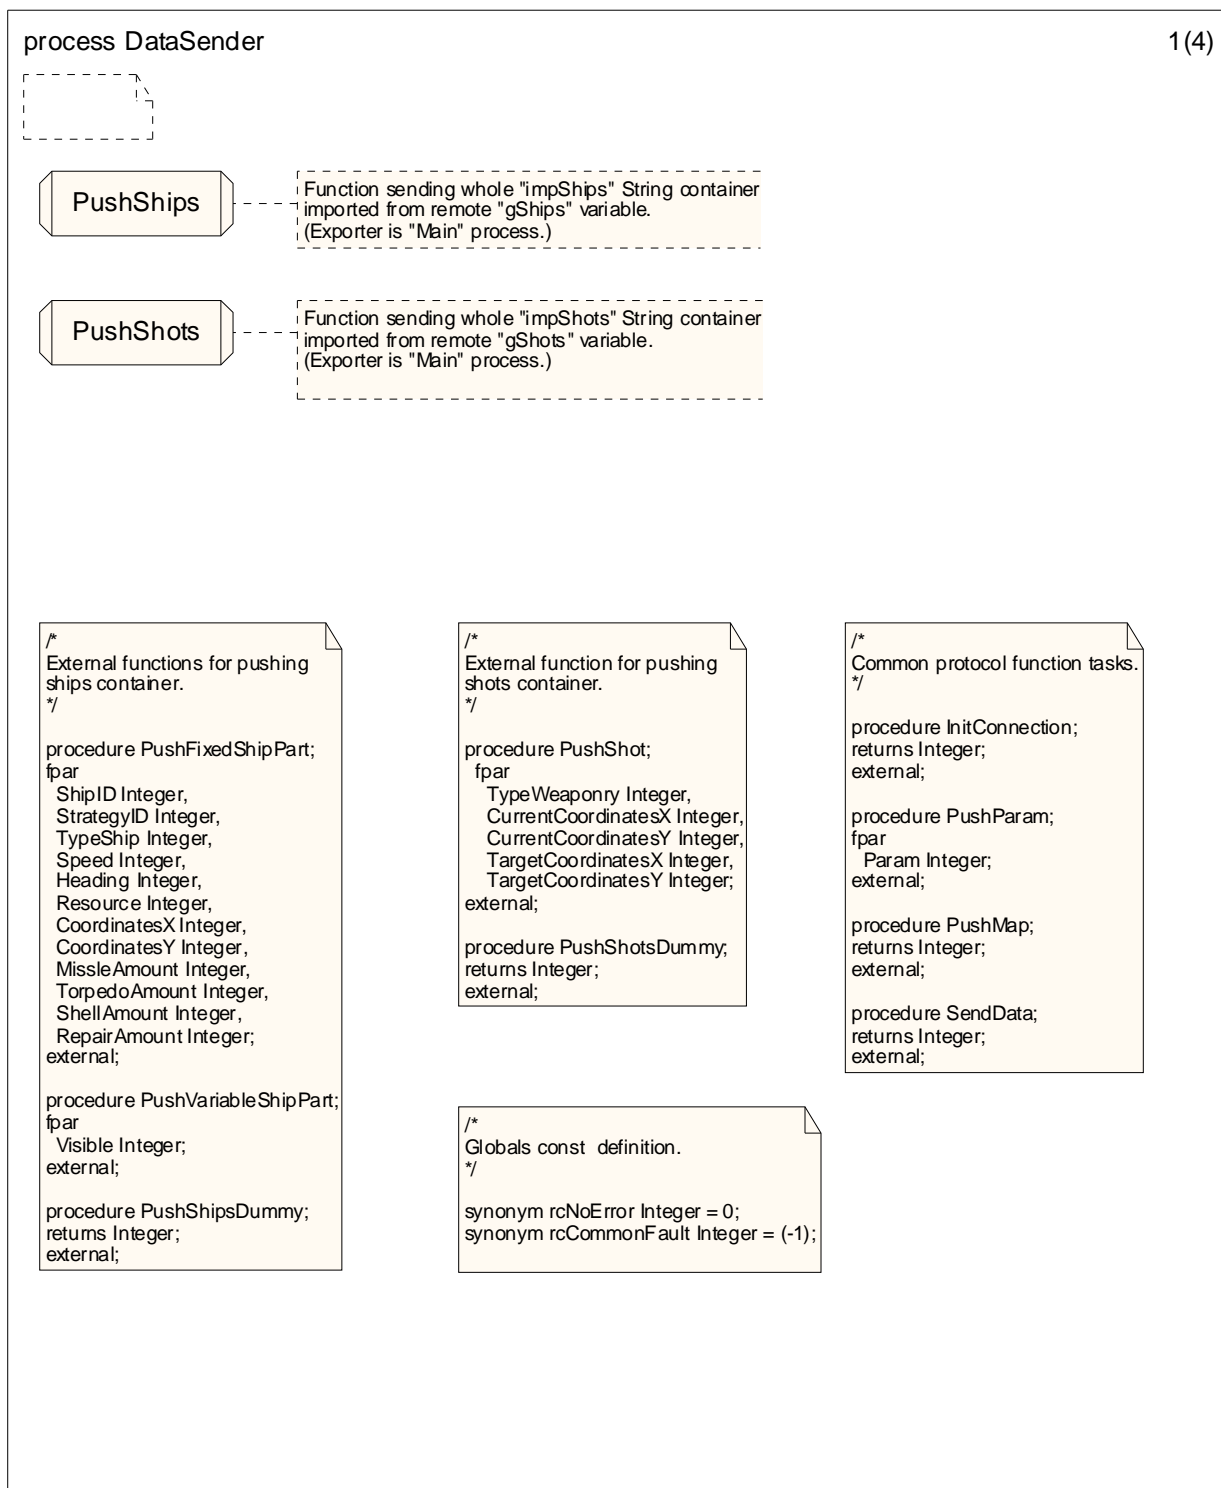 process DataSender
1(4)
PushShips
Function sending whole "impShips" String container
imported from remote "gShips" variable.
(Exporter is "Main" process.)
PushShots
Function sending whole "impShots" String container
imported from remote "gShots" variable.
(Exporter is "Main" process.)
/*
External functions for pushing
ships container.
*/
procedure PushFixedShipPart;
fpar
ShipID Integer,
StrategyID Integer,
TypeShip Integer,
Speed Integer,
Heading Integer,
Resource Integer,
CoordinatesX Integer,
CoordinatesY Integer,
MissleAmount Integer,
TorpedoAmount Integer,
ShellAmount Integer,
RepairAmount Integer;
external;
procedure PushVariableShipPart;
fpar
Visible Integer;
external;
procedure PushShipsDummy;
returns Integer;
external;
/*
External function for pushing
shots container.
*/
procedure PushShot;
fpar
TypeWeaponry Integer,
CurrentCoordinatesX Integer,
CurrentCoordinatesY Integer,
TargetCoordinatesX Integer,
TargetCoordinatesY Integer;
external;
procedure PushShotsDummy;
returns Integer;
external;
/*
Globals const  definition.
*/
synonym rcNoError Integer = 0;
synonym rcCommonFault Integer = (-1);
/*
Common protocol function tasks.
*/
procedure InitConnection;
returns Integer;
external;
procedure PushParam;
fpar
Param Integer;
external;
procedure PushMap;
returns Integer;
external;
procedure SendData;
returns Integer;
external;